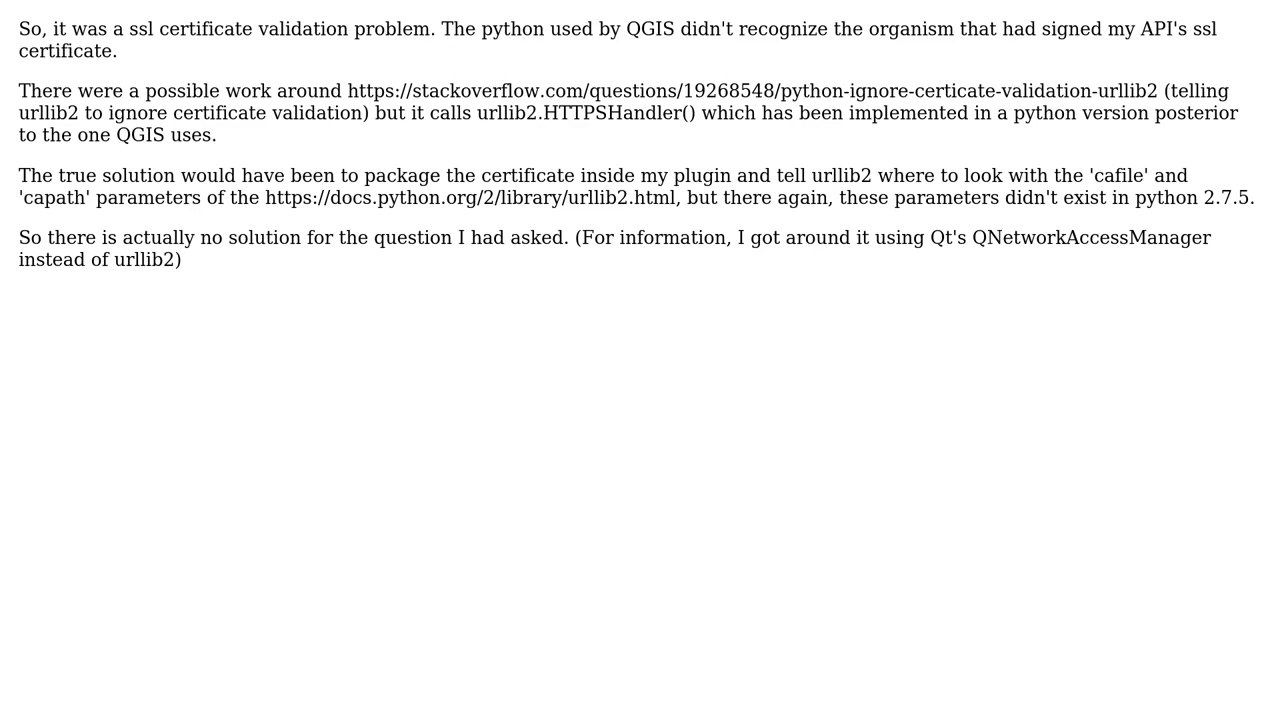 So, it was a ssl certificate validation problem. The python used by QGIS didn't recognize the organism that had signed my API's ssl
certificate.
There were a possible work around https://stackoverflow.com/questions/19268548/python-ignore-certicate-validation-urllib2 (telling
urllib2 to ignore certificate validation) but it calls urllib2.HTTPSHandler() which has been implemented in a python version posterior
to the one QGIS uses.
The true solution would have been to package the certificate inside my plugin and tell urllib2 where to look with the 'cafile' and
'capath' parameters of the https://docs.python.org/2/library/urllib2.html, but there again, these parameters didn't exist in python 2.7.5.
So there is actually no solution for the question I had asked. (For information, I got around it using Qt's QNetworkAccessManager
instead of urllib2)